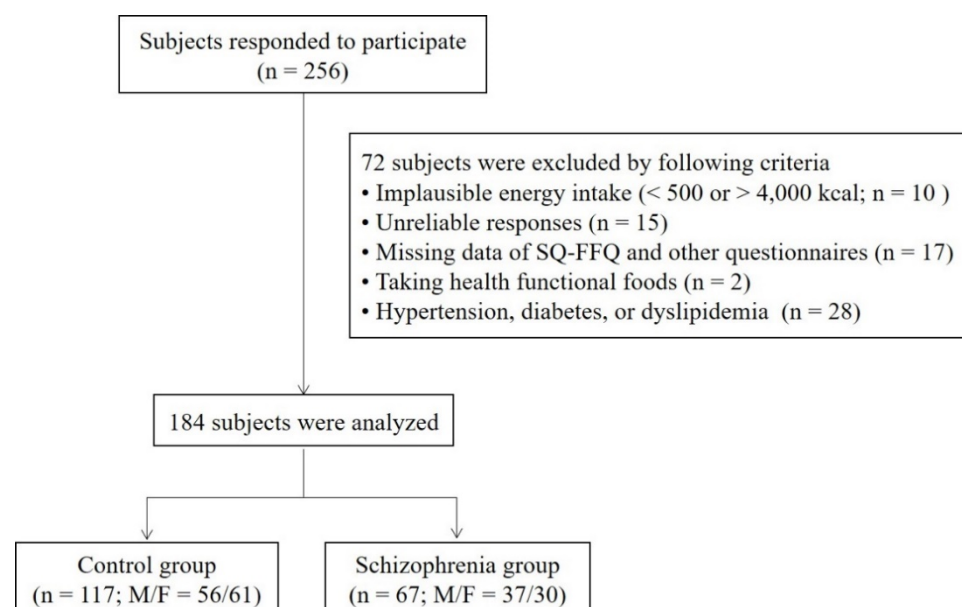 Subjects responded to participate
(n = 256)
72 subjects were excluded by following criteria
• Implausible energy intake (< 500 or > 4,000 kcal; n = 10 )
• Unreliable responses (n = 15)
• Missing data of SQ-FFQ and other questionnaires (n = 17)
• Taking health functional foods (n = 2)
• Hypertension, diabetes, or dyslipidemia (n = 28)
184 subjects were analyzed
Control group
(n = 117; M/F = 56/61)
Schizophrenia group
(n = 67; M/F = 37/30)